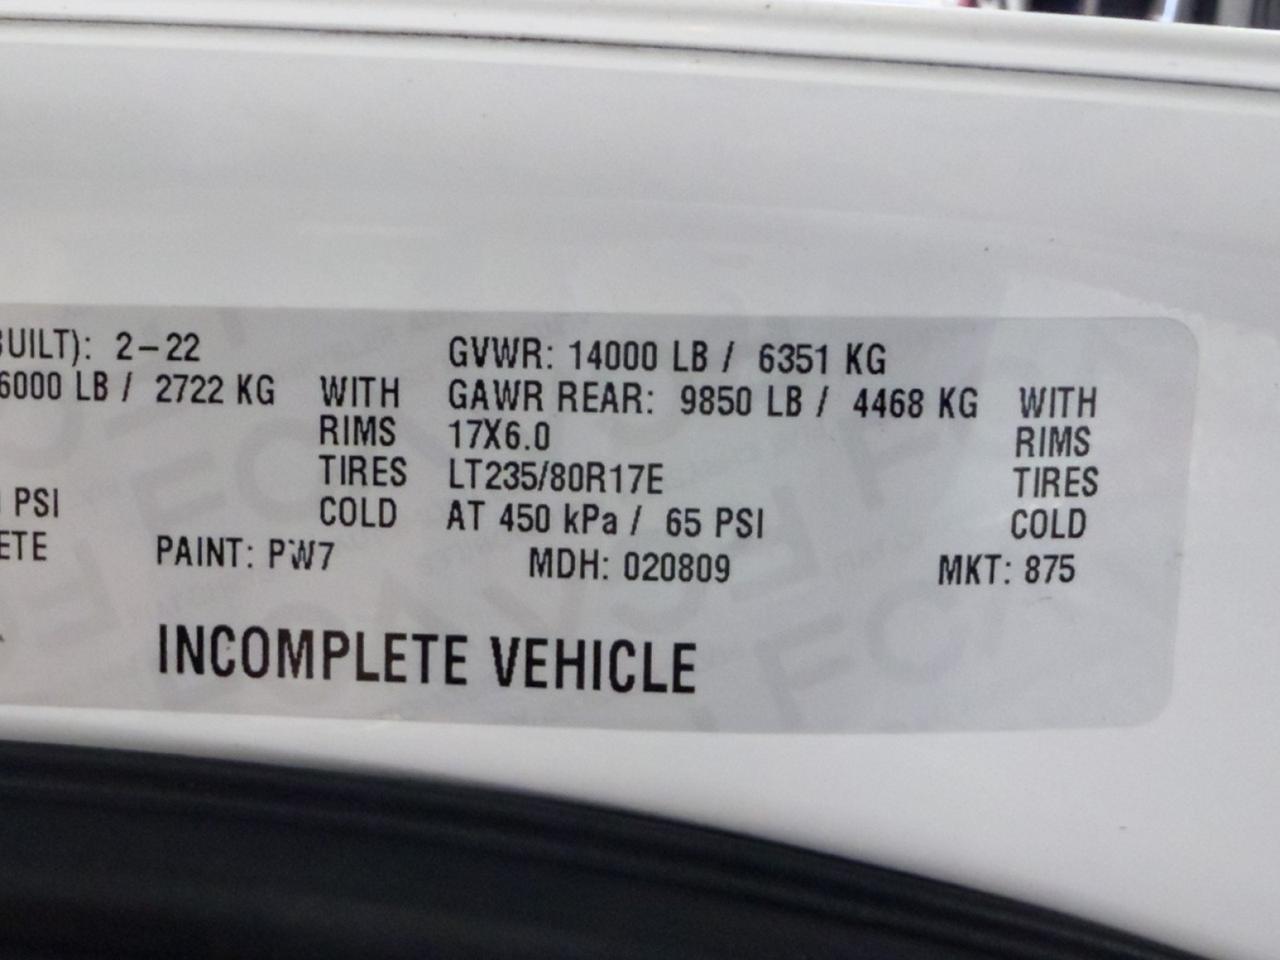 BUILT): 2-22 GVWR: 14000 LB / 6351 KG
6000 LB / 2722 KG WITH GAWR REAR: 9850 LB / 4468 KG WITH
RIMS 17X6.0 RIMS
TIRES LT235/80R17E TIRES
PSI COLD AT 450 kPa / 65 PSI COLD
ETE PAINT: PW7 MDH: 020809 MKT: 875
INCOMPLETE VEHICLE